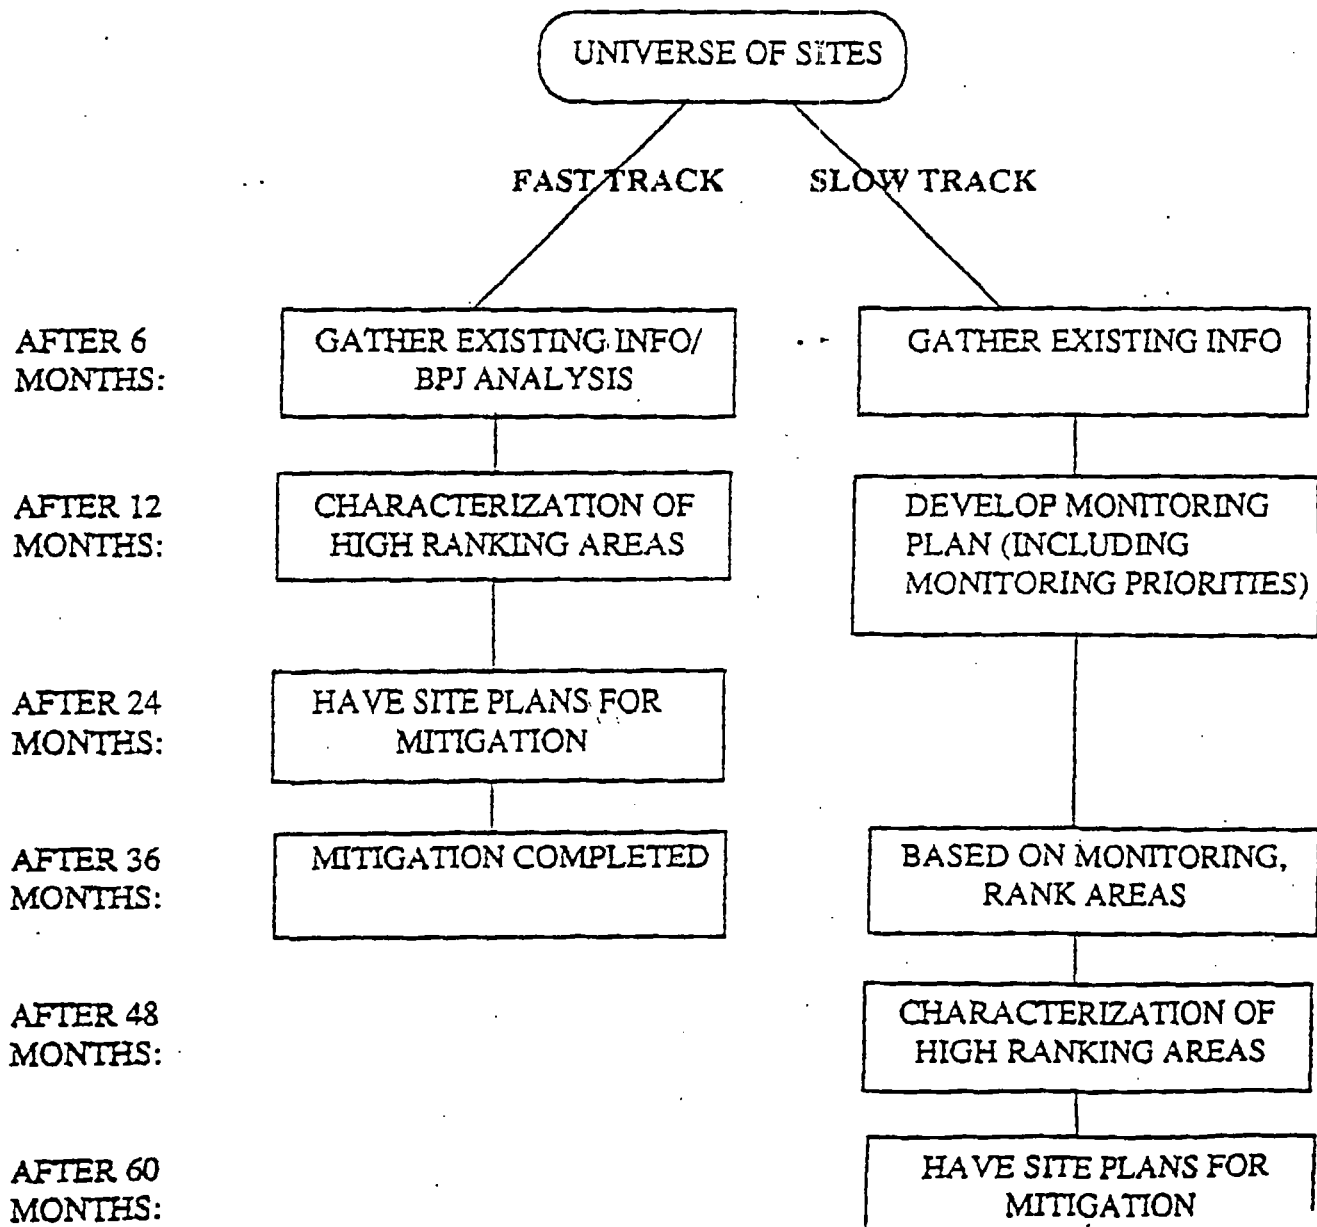 UNIVERSE OF SITES
FAST TRACK
SLOW TRACK
AFTER 6
MONTHS:
GATHER EXISTING INFO/
BPJ ANALYSIS
GATHER EXISTING INFO
AFTER 12
MONTHS:
CHARACTERIZATION OF
HIGH RANKING AREAS
DEVELOP MONITORING
PLAN (INCLUDING
MONITORING PRIORITIES)
AFTER 24
MONTHS:
HAVE SITE PLANS FOR
MITIGATION
AFTER 36
MONTHS:
MITIGATION COMPLETED
BASED ON MONITORING,
RANK AREAS
AFTER 48
MONTHS:
CHARACTERIZATION OF
HIGH RANKING AREAS
AFTER 60
MONTHS:
HAVE SITE PLANS FOR
MITIGATION